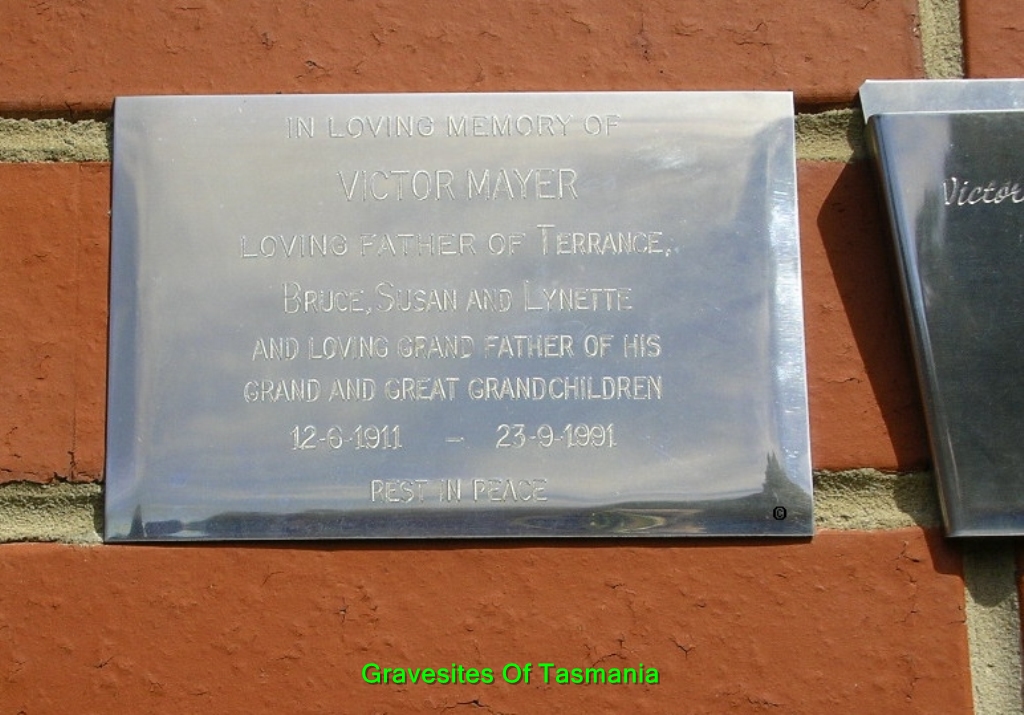 IN LOVING MEMORY OF
VICTOR MAYER
LOVING FATHER OF TERRANCE,
BRUCE, SUSAN AND LYNETTE
AND LOVING GRAND FATHER OF HIS
GRAND AND GREAT GRANDCHILDREN
12-6-1911 – 23-9-1991
REST IN PEACE
©
Victor
Gravesites Of Tasmania